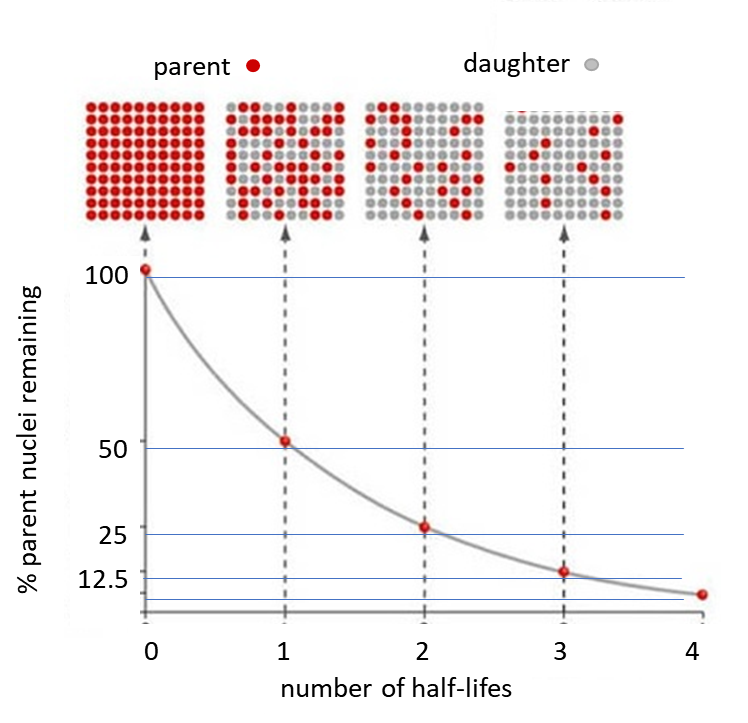 parent
daughter
% parent nuclei remaining
100
50
25
12.5
0 1 2 3 4
number of half-lifes